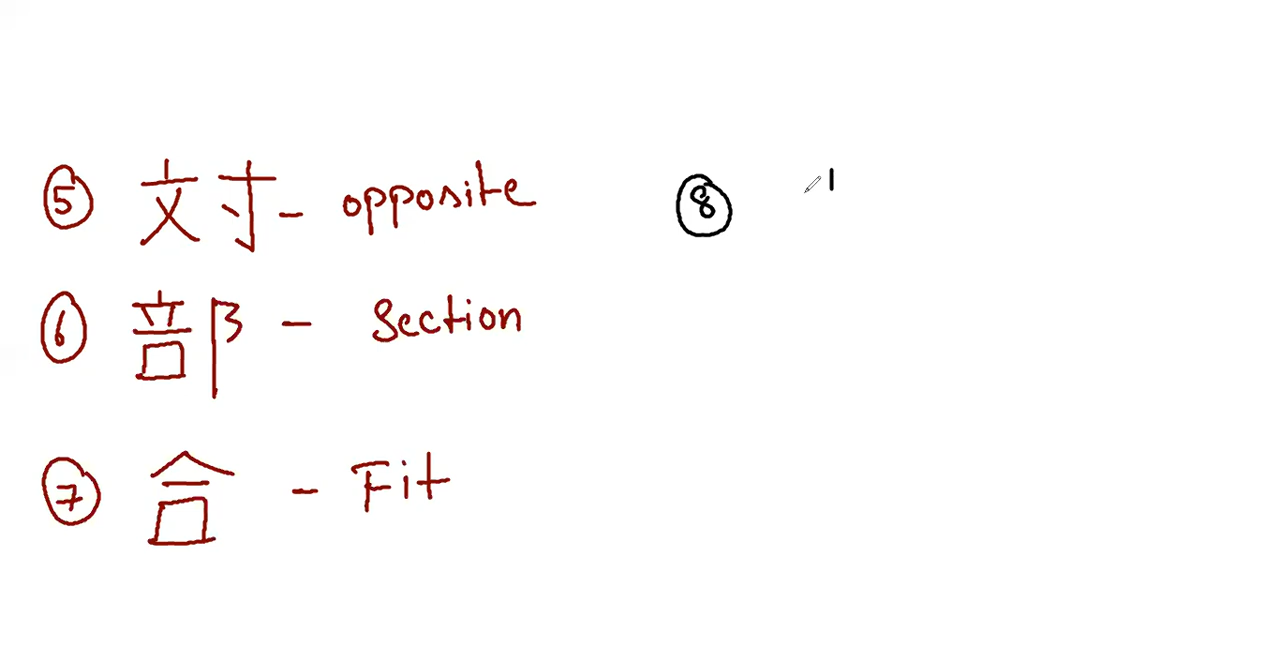 ⑤ 対 - opposite
⑥ 部 - Section
⑦ 合 - Fit
⑧